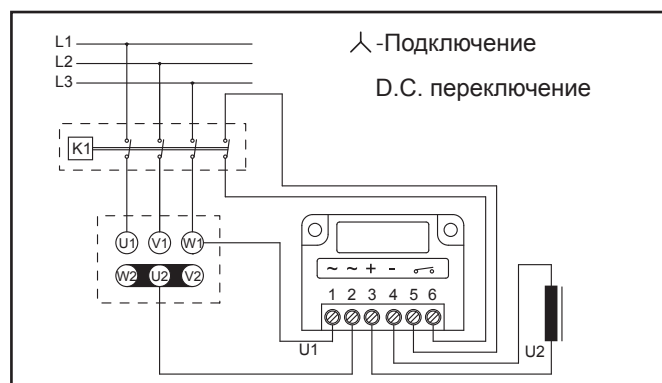 L1
L2
L3
⅄ -Подключение
D.C. переключение
K1
U1 V1 W1
W2 U2 V2
~ ~ + -
1 2 3 4 5 6
U1
U2